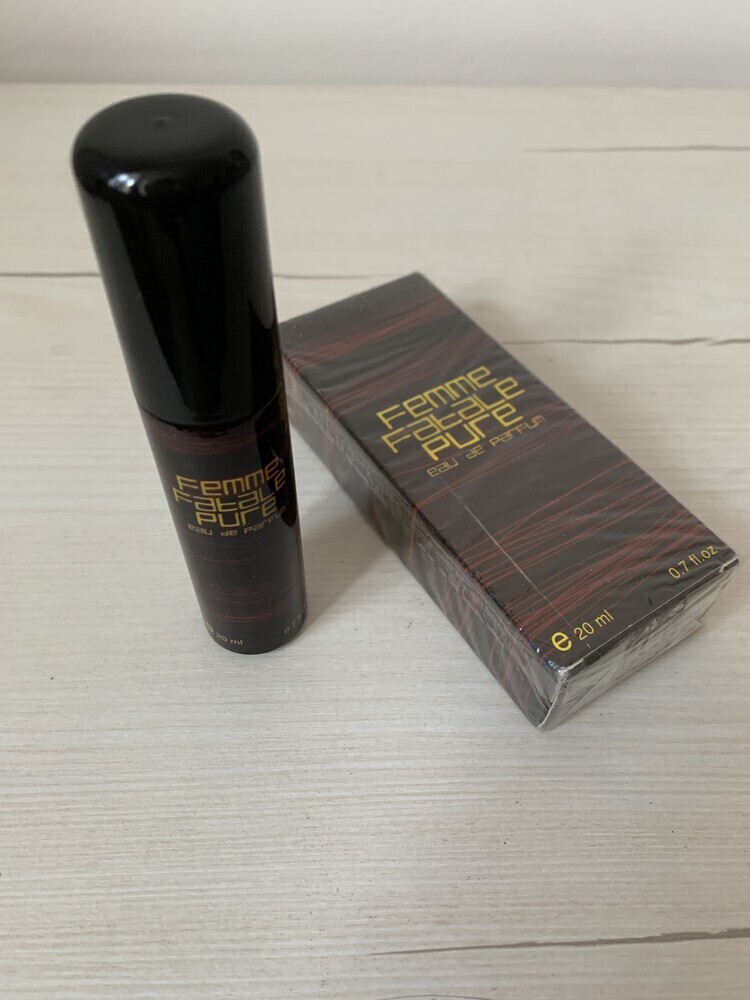 Femme
Fatale
Pure
eau de Parfum
e 20 ml
Femme
Fatale
Pure
eau de Parfum
e 20 ml
0.7 fl.oz